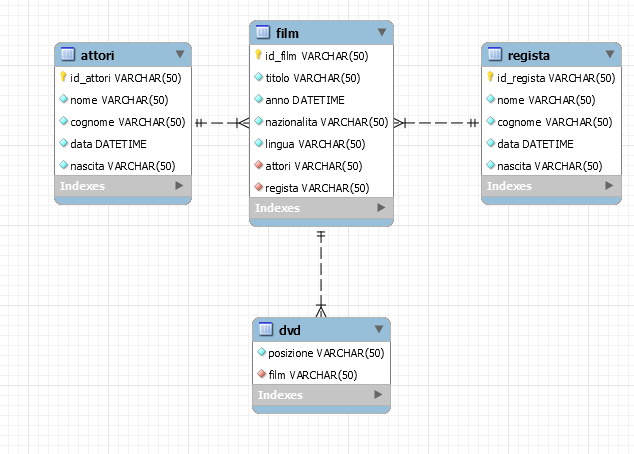 attori
id_attori VARCHAR(50)
nome VARCHAR(50)
cognome VARCHAR(50)
data DATETIME
nascita VARCHAR(50)
Indexes
film
id_film VARCHAR(50)
titolo VARCHAR(50)
anno DATETIME
nazionalita VARCHAR(50)
lingua VARCHAR(50)
attori VARCHAR(50)
regista VARCHAR(50)
Indexes
regista
id_regista VARCHAR(50)
nome VARCHAR(50)
cognome VARCHAR(50)
data DATETIME
nascita VARCHAR(50)
Indexes
dvd
posizione VARCHAR(50)
film VARCHAR(50)
Indexes